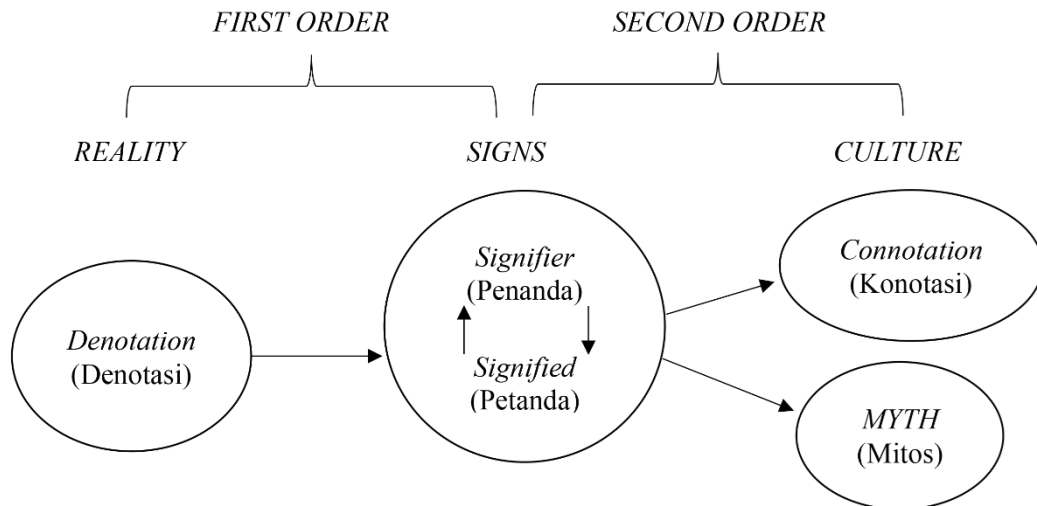 FIRST ORDER
SECOND ORDER
REALITY
SIGNS
CULTURE
Denotation
(Denotasi)
Signifier
(Penanda)
Signified
(Petanda)
Connotation
(Konotasi)
MYTH
(Mitos)